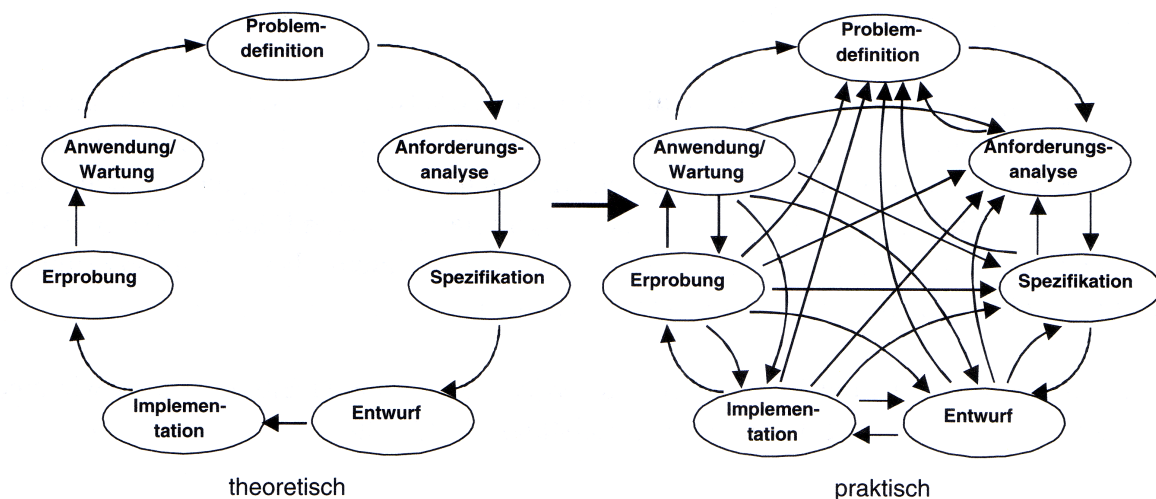 Problem-
definition
Anforderungs-
analyse
Spezifikation
Entwurf
Implemen-
tation
Erprobung
Anwendung/
Wartung
theoretisch
Problem-
definition
Anforderungs-
analyse
Spezifikation
Entwurf
Implemen-
tation
Erprobung
Anwendung/
Wartung
praktisch